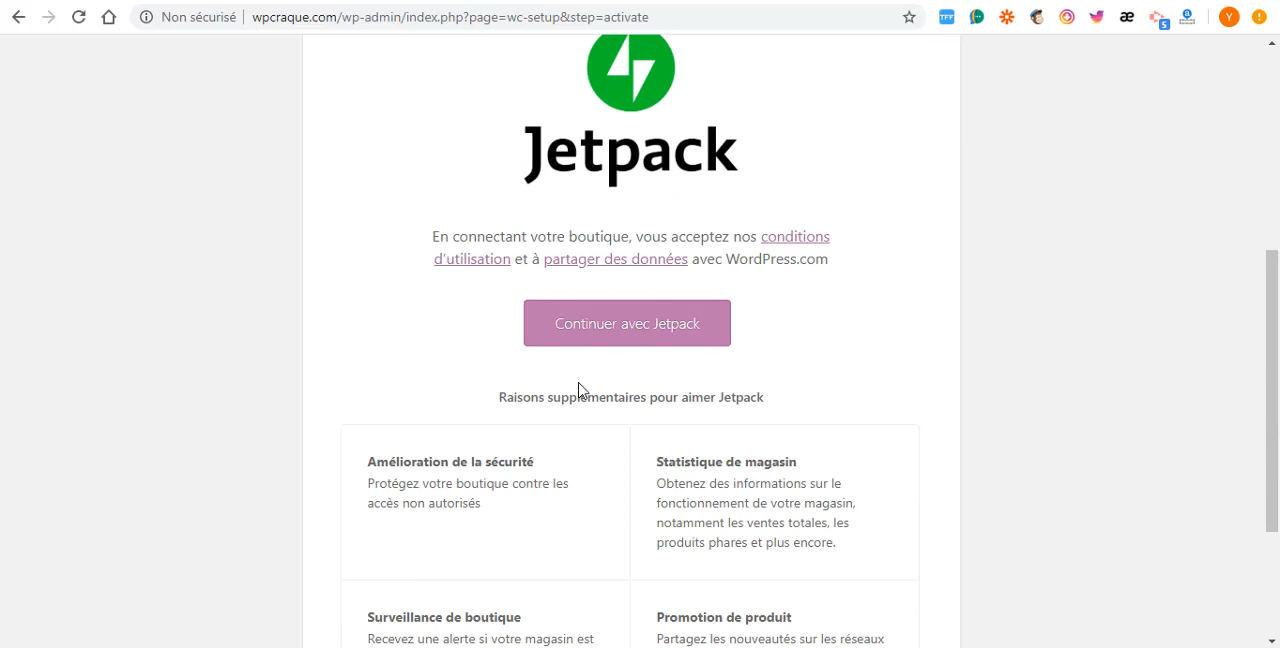 Non sécurisé
wpcraque.com/wp-admin/index.php?page=wc-setup&step=activate
TFF
æ
5
Y
Jetpack
En connectant votre boutique, vous acceptez nos conditions
d'utilisation et à partager des données avec WordPress.com
Continuer avec Jetpack
Raisons supplémentaires pour aimer Jetpack
Amélioration de la sécurité
Protégez votre boutique contre les
accès non autorisés
Statistique de magasin
Obtenez des informations sur le
fonctionnement de votre magasin,
notamment les ventes totales, les
produits phares et plus encore.
Surveillance de boutique
Recevez une alerte si votre magasin est
Promotion de produit
Partagez les nouveautés sur les réseaux